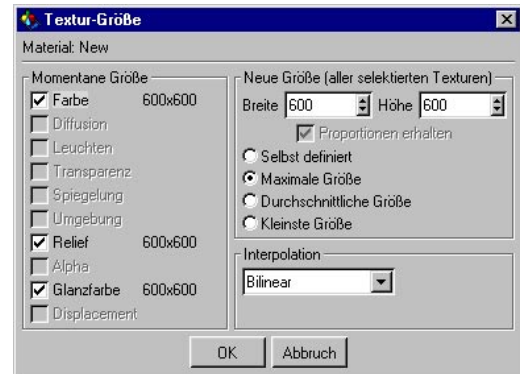 Textur-Größe
Material: New
Momentane Größe
Farbe 600x600
Diffusion
Leuchten
Transparenz
Spiegelung
Umgebung
Relief 600x600
Alpha
Glanzfarbe 600x600
Displacement
Neue Größe (aller selektierten Texturen)
Breite 600 Höhe 600
Proportionen erhalten
Selbst definiert
Maximale Größe
Durchschnittliche Größe
Kleinste Größe
Interpolation
Bilinear
OK Abbruch